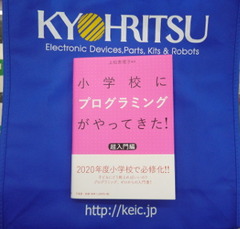 KYOHRITSU
Electronic Devices,Parts, Kits & Robots
小学校に
プログラミング
がやってきた!
超入門編
2020年度小学校で必修化!!
http://keic.jp